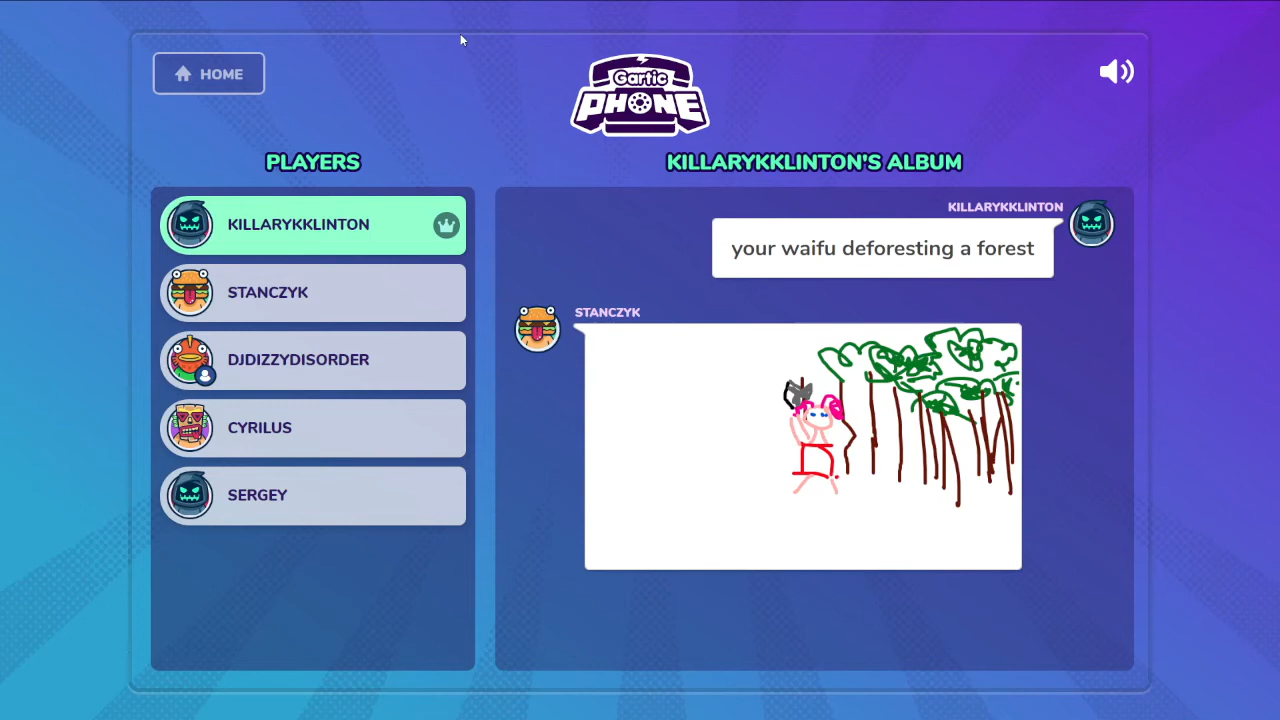 HOME
Gartic
PHONE
PLAYERS
KILLARYKKLINTON
STANCZYK
DJDIZZYDISORDER
CYRILUS
SERGEY
KILLARYKKLINTON'S ALBUM
KILLARYKKLINTON
your waifu deforesting a forest
STANCZYK